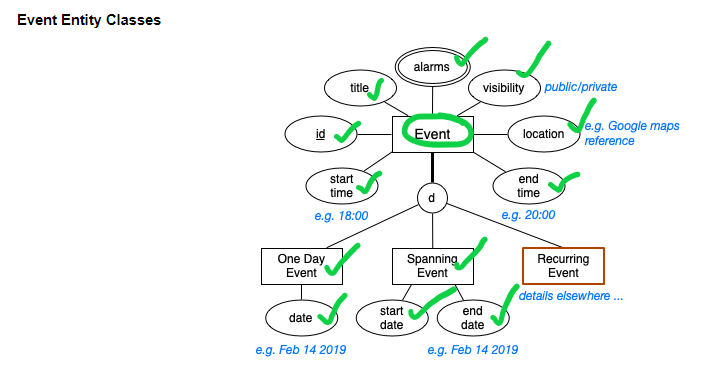 Event Entity Classes
alarms
title
visibility
public/private
id
Event
location
e.g. Google maps
reference
start
time
end
time
e.g. 18:00
d
e.g. 20:00
One Day
Event
Spanning
Event
Recurring
Event
details elsewhere ...
date
start
date
end
date
e.g. Feb 14 2019
e.g. Feb 14 2019